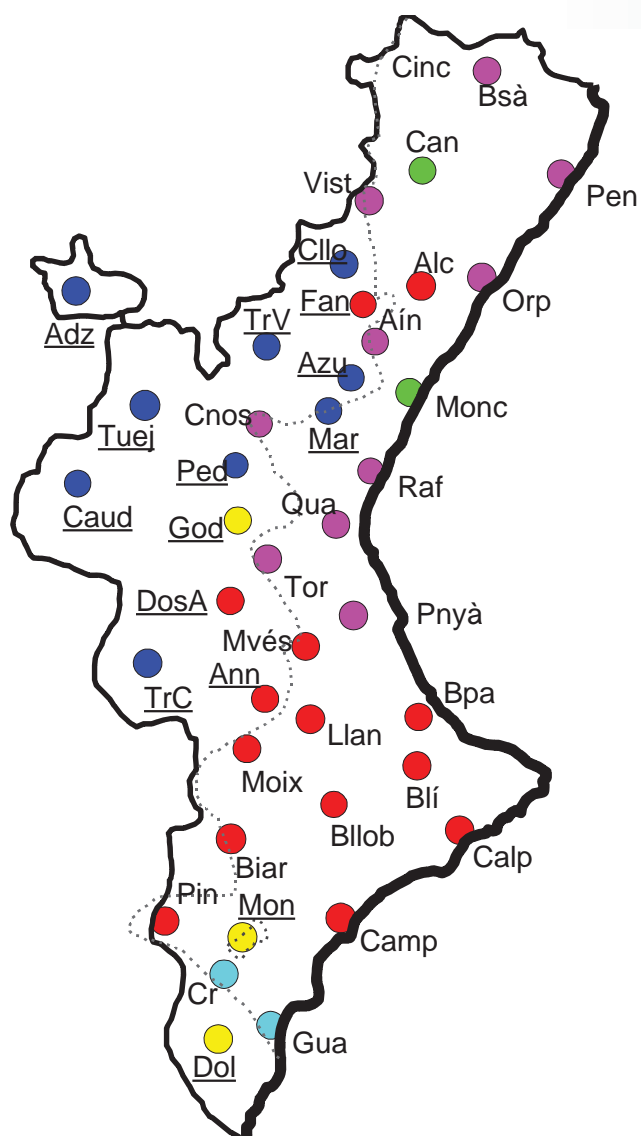 Cinc
Bsà
Can
Pen
Vist
Cllo
Alc
Fan
Orp
Adz
TrV
Aín
Azu
Monc
Cnos
Mar
Tuej
Ped
Raf
Caud
God
Qua
Tor
DosA
Pnyà
Mvés
Ann
TrC
Bpa
Llan
Moix
Blí
Bllob
Calp
Biar
Pin
Mon
Camp
Cr
Gua
Dol